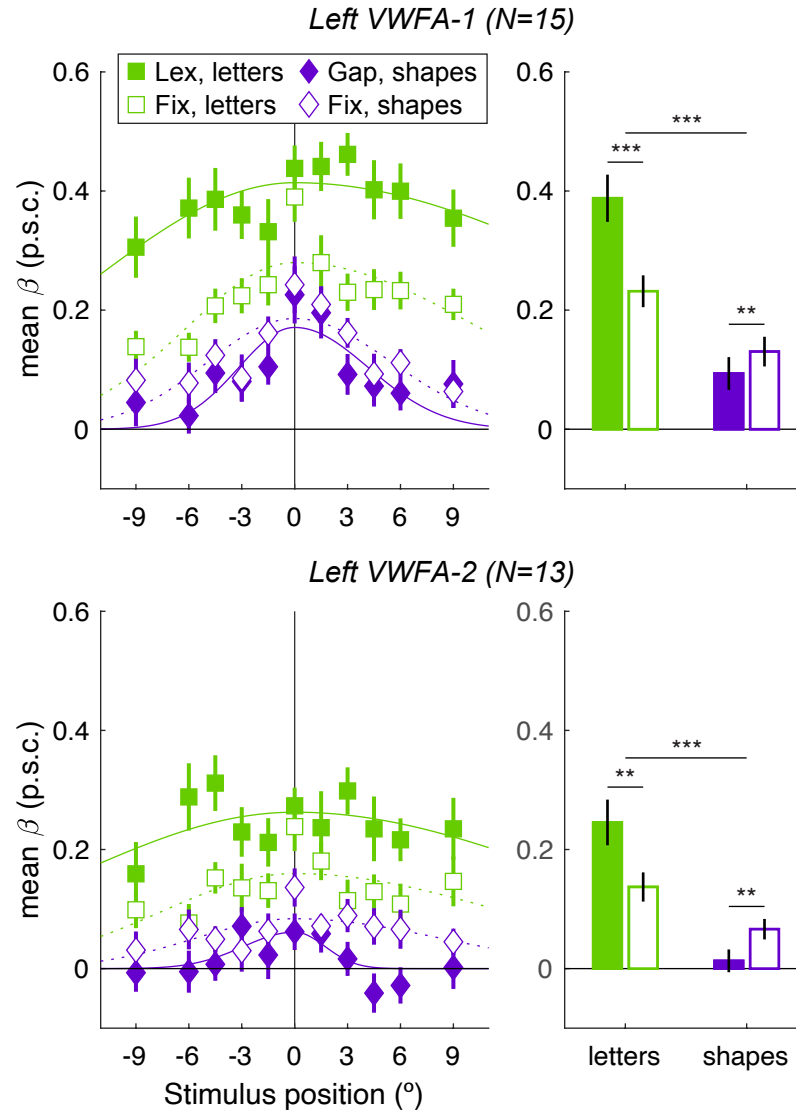 Left VWFA-1 (N=15)
Lex, letters
Gap, shapes
Fix, letters
Fix, shapes
mean β (p.s.c.)
0.6
0.4
0.2
0
-9 -6 -3 0 3 6 9
0.6
0.4
0.2
0
***
***
**
Left VWFA-2 (N=13)
mean β (p.s.c.)
0.6
0.4
0.2
0
-9 -6 -3 0 3 6 9
Stimulus position (º)
0.6
0.4
0.2
0
***
**
**
letters shapes